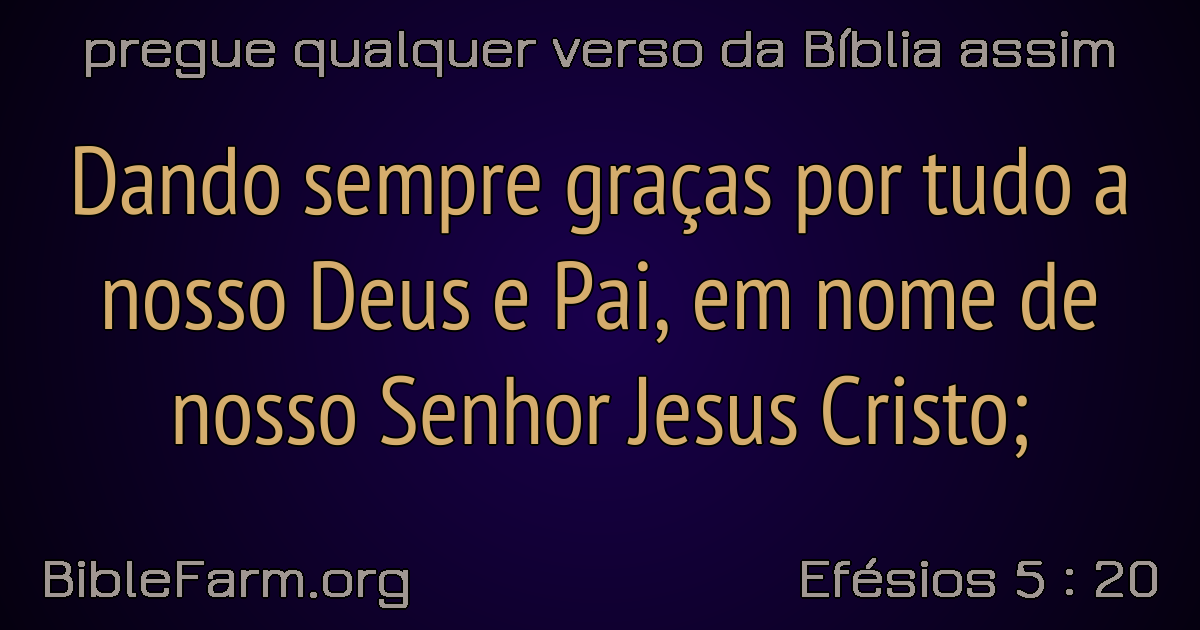 pregue qualquer verso da Bíblia assim
Dando sempre graças por tudo a
nosso Deus e Pai, em nome de
nosso Senhor Jesus Cristo;
BibleFarm.org
Efésios 5 : 20